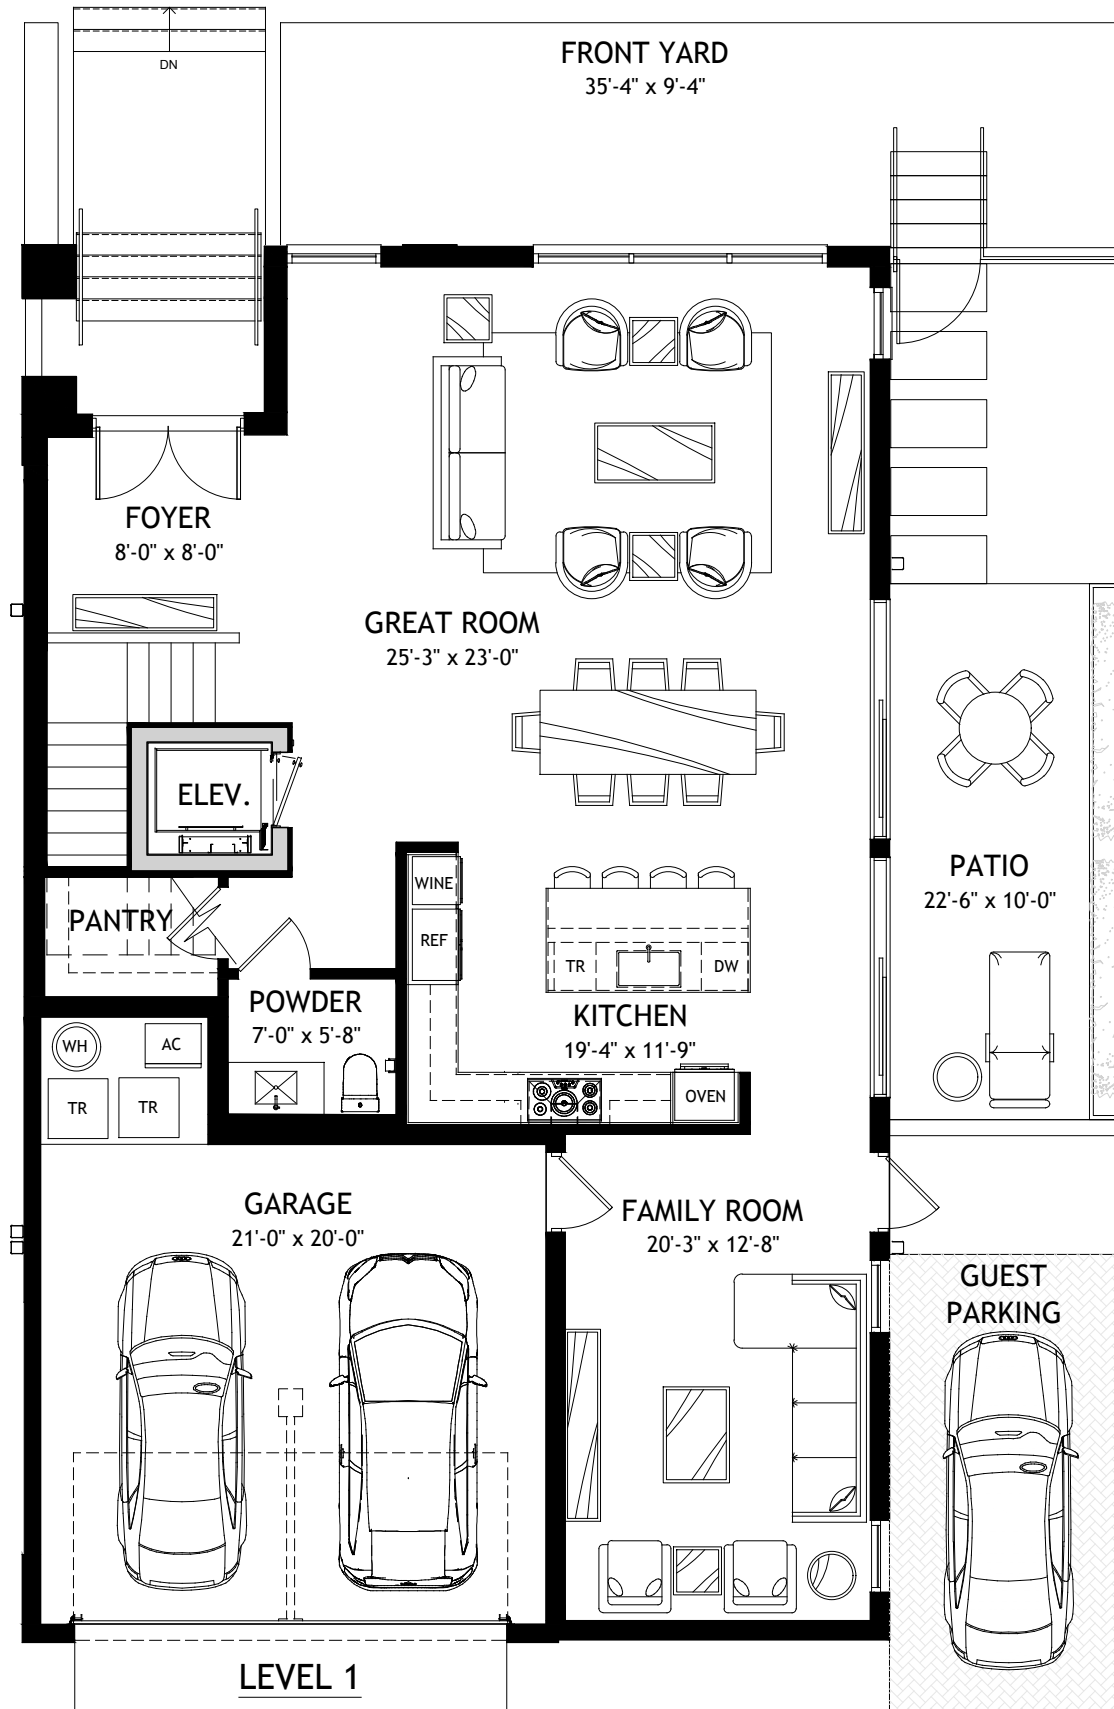 FRONT YARD
35'-4" x 9'-4"
DN
FOYER
8'-0" x 8'-0"
GREAT ROOM
25'-3" x 23'-0"
ELEV.
PANTRY
WINE
REF
TR
DW
PATIO
22'-6" x 10'-0"
POWDER
7'-0" x 5'-8"
KITCHEN
19'-4" x 11'-9"
WH
AC
TR
TR
OVEN
GARAGE
21'-0" x 20'-0"
FAMILY ROOM
20'-3" x 12'-8"
GUEST
PARKING
LEVEL 1